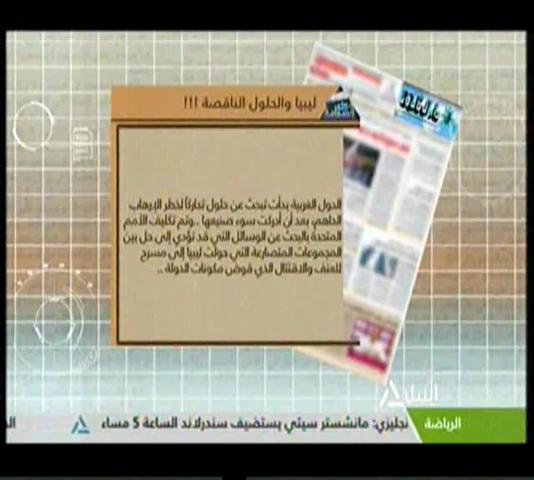 ليبيا والحلول الناقصة !!!
الدول الغربية بدأت تبحث عن حلول تداركاً لخطر الإرهاب
الداهم، بعد أن أدركت سوء صنيعها ..وتم تكليف الأمم
المتحدة بالبحث عن الوسائل التي قد تؤدي إلى حل بين
المجموعات المتصارعة التي حولت ليبيا إلى مسرح
للعنف والاقتتال الذي قوض مكونات الدولة ..
النيل
الرياضة
نجليزي: مانشستر سيتي يستضيف سندرلاند الساعة 5 مساء